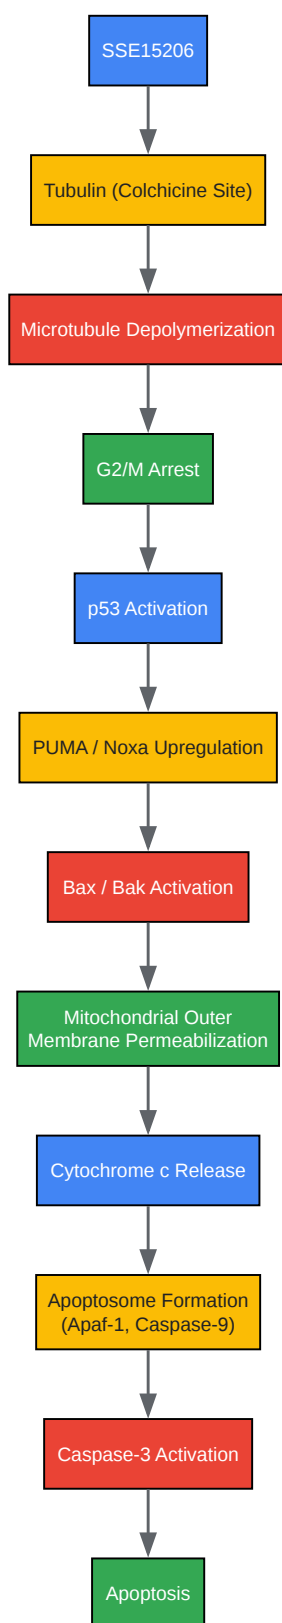 SSE15206
Tubulin (Colchicine Site)
Microtubule Depolymerization
G2/M Arrest
p53 Activation
PUMA / Noxa Upregulation
Bax / Bak Activation
Mitochondrial Outer
Membrane Permeabilization
Cytochrome c Release
Apoptosome Formation
(Apaf-1, Caspase-9)
Caspase-3 Activation
Apoptosis